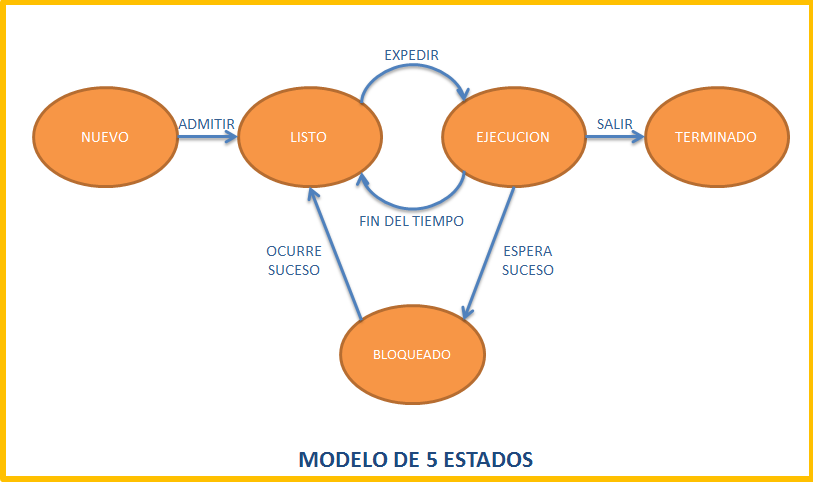 EXPEDIR
NUEVO
ADMITIR
LISTO
EJECUCION
SALIR
TERMINADO
FIN DEL TIEMPO
OCURRE
SUCESO
ESPERA
SUCESO
BLOQUEADO
MODELO DE 5 ESTADOS